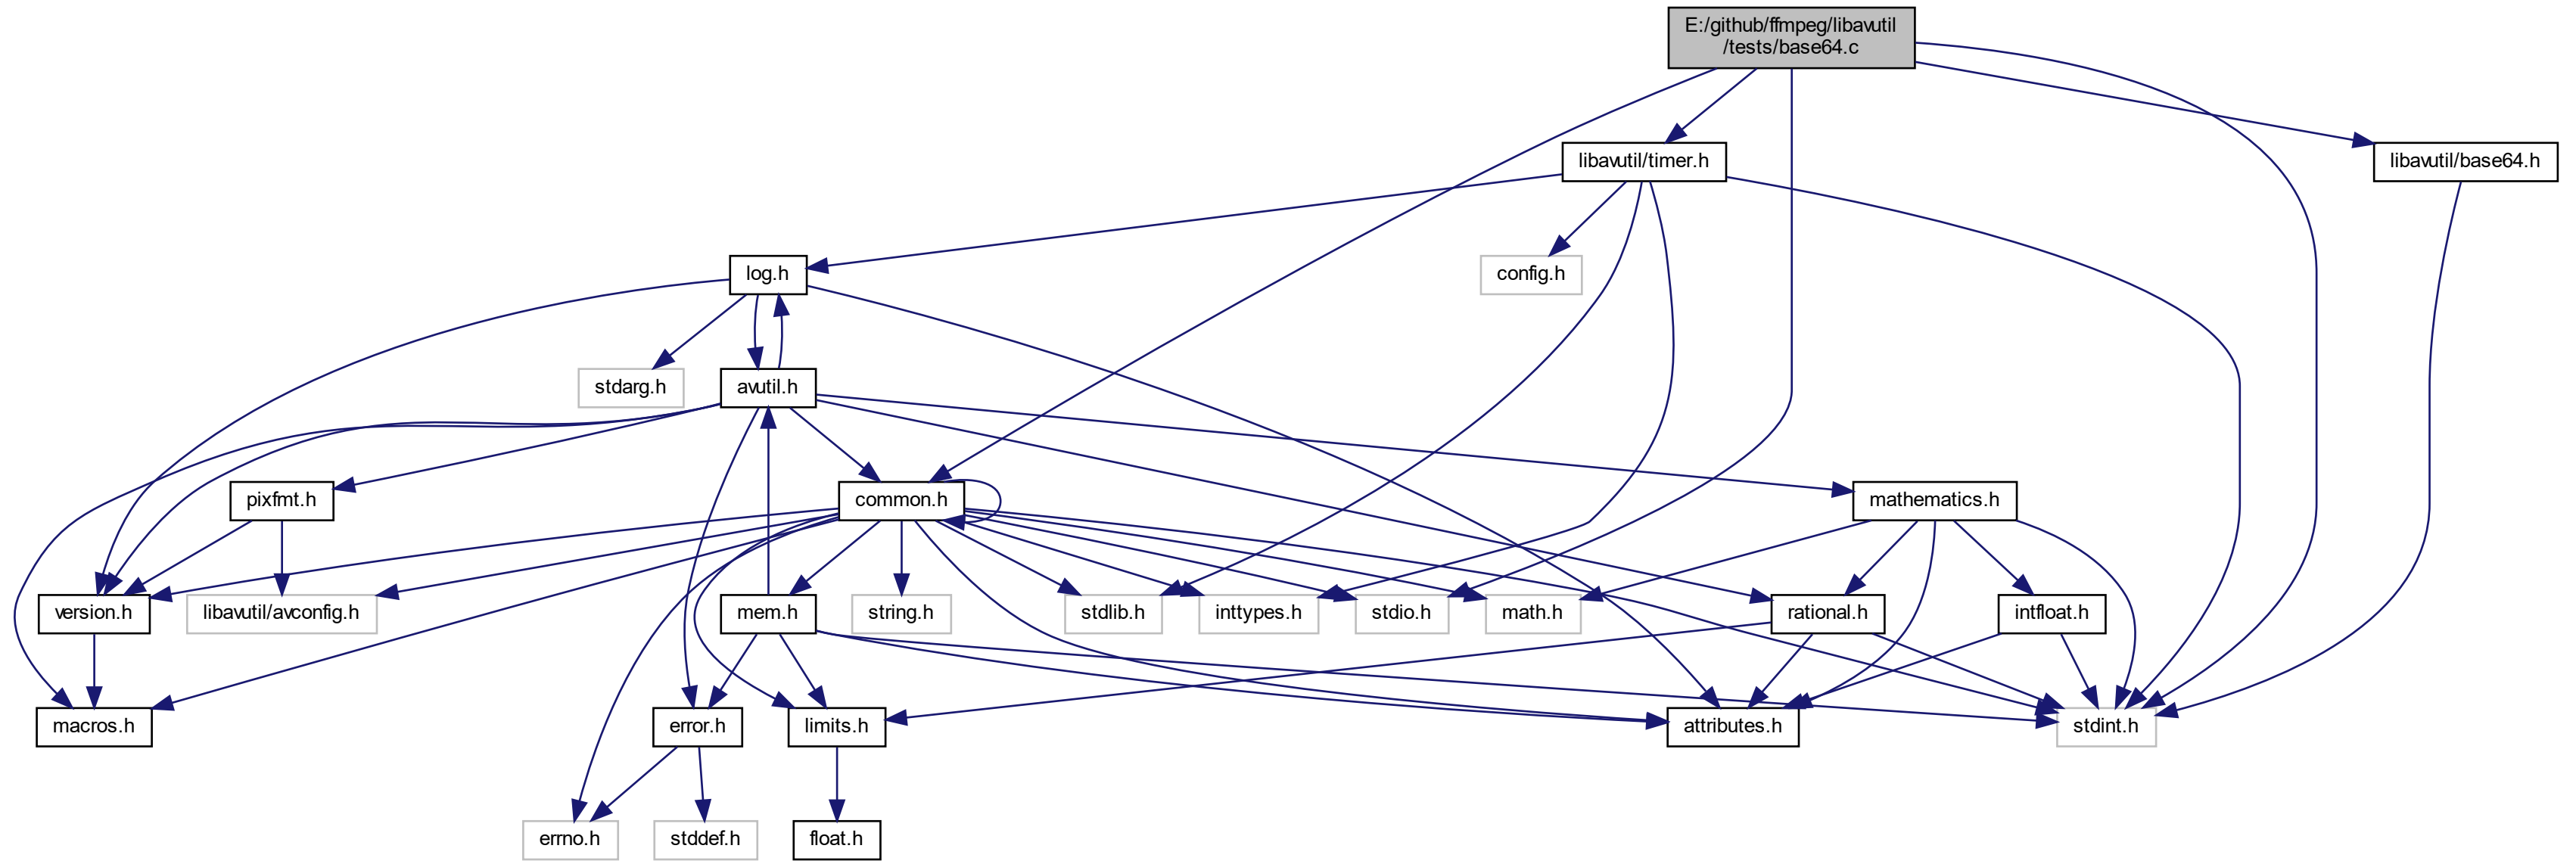 E:/github/ffmpeg/libavutil
/tests/base64.c
libavutil/timer.h
libavutil/base64.h
log.h
config.h
stdarg.h
avutil.h
pixfmt.h
common.h
mathematics.h
version.h
libavutil/avconfig.h
mem.h
string.h
stdlib.h
inttypes.h
stdio.h
math.h
rational.h
intfloat.h
macros.h
error.h
limits.h
attributes.h
stdint.h
errno.h
stddef.h
float.h